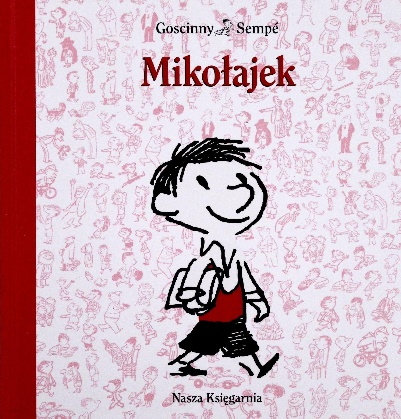 Goscinny Sempé
Mikołajek
Nasza Księgarnia